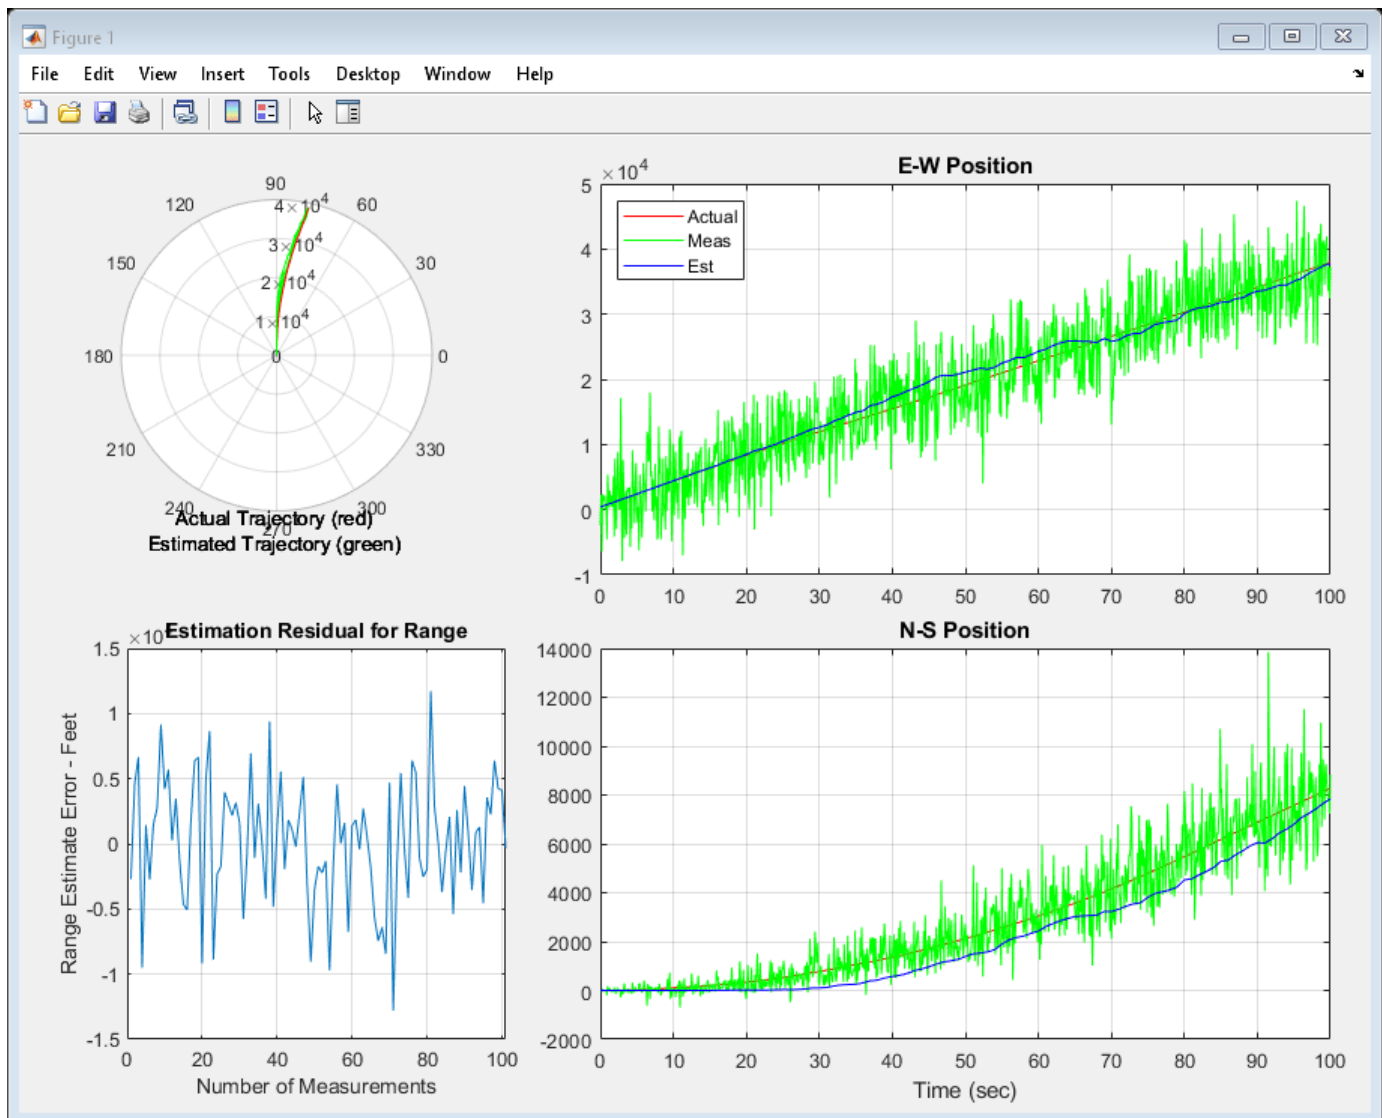 Figure 1
File Edit View Insert Tools Desktop Window Help
90
120
60
4×10⁴
3×10⁴
150
30
2×10⁴
1×10⁴
180
0
0
210
330
240
300
270
Actual Trajectory (red)
Estimated Trajectory (green)
E-W Position
×10⁴
5
4
3
2
1
0
-1
Actual
Meas
Est
0 10 20 30 40 50 60 70 80 90 100
Estimation Residual for Range
×10
1.5
1
0.5
0
-0.5
-1
-1.5
Range Estimate Error - Feet
0 20 40 60 80 100
Number of Measurements
N-S Position
14000
12000
10000
8000
6000
4000
2000
0
-2000
0 10 20 30 40 50 60 70 80 90 100
Time (sec)